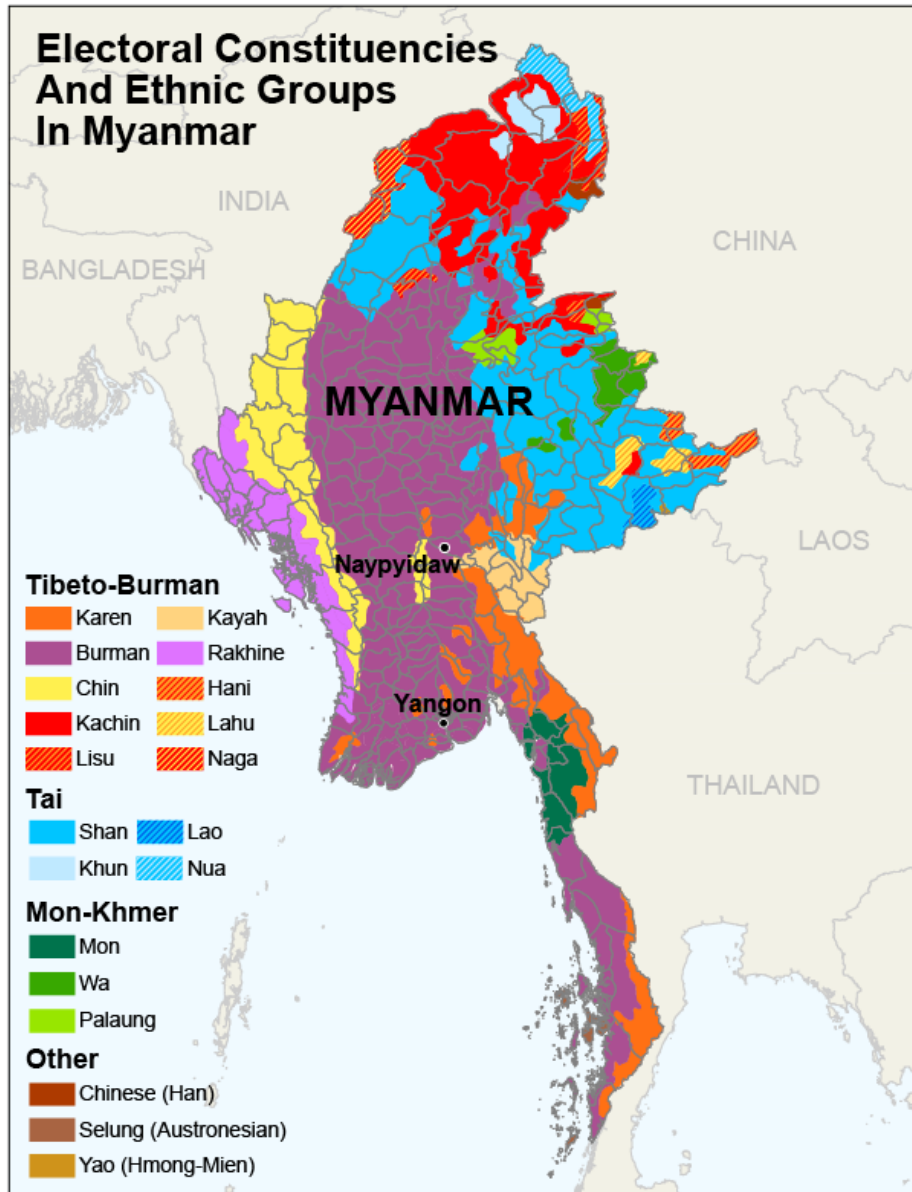 Electoral Constituencies
And Ethnic Groups
In Myanmar
INDIA
CHINA
BANGLADESH
MYANMAR
LAOS
Naypyidaw
Yangon
THAILAND
Tibeto-Burman
Karen
Kayah
Burman
Rakhine
Chin
Hani
Kachin
Lahu
Lisu
Naga
Tai
Shan
Lao
Khun
Nua
Mon-Khmer
Mon
Wa
Palaung
Other
Chinese (Han)
Selung (Austronesian)
Yao (Hmong-Mien)